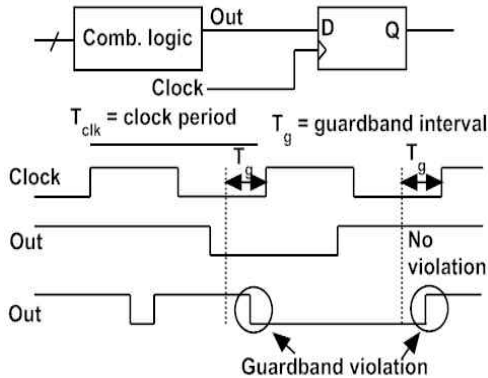 Out
Comb. logic
D Q
Clock
T_clk = clock period
T_g = guardband interval
T_g
T_g
Clock
Out
No
violation
Out
Guardband violation